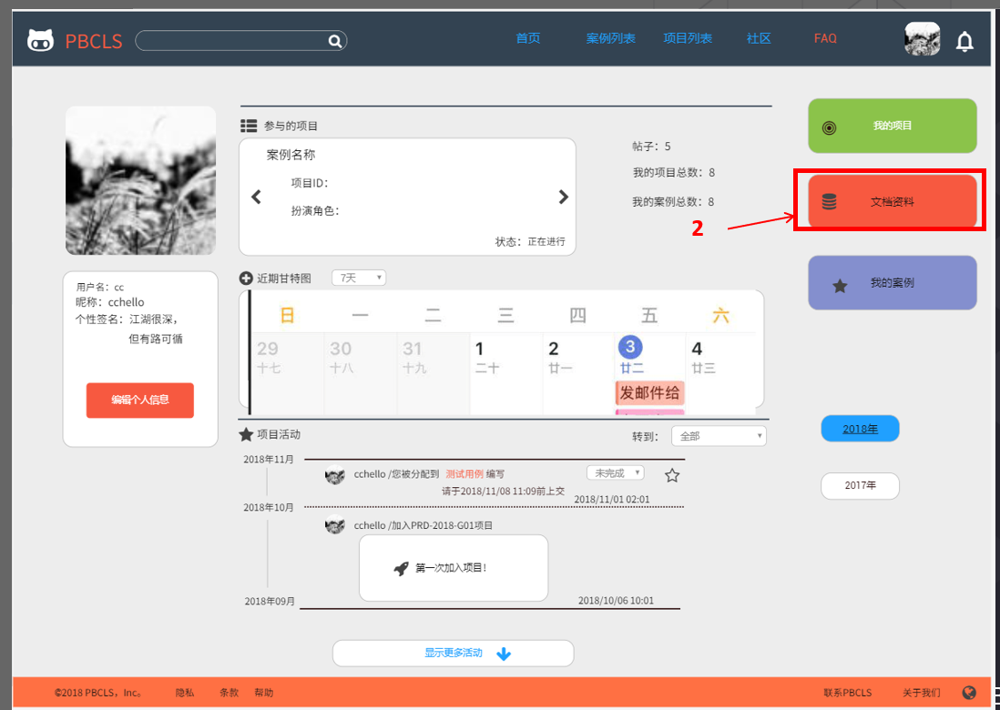 PBCLS
首页 案例列表 项目列表 社区 FAQ
参与的项目
案例名称
项目ID:
扮演角色:
状态: 正在进行
帖子: 5
我的项目总数: 8
我的案例总数: 8
2
我的项目
文档资料
我的案例
用户名: cc
昵称: cchello
个性签名: 江湖很深,
但有路可循
编辑个人信息
近期甘特图 7天
日 一 二 三 四 五 六
29 30 31 1 2 3 4
十七 十八 十九 二十 廿一 廿二 廿三
发邮件给
项目活动 转到: 全部
2018年
2017年
2018年11月
cchello /您被分配到 测试用例 编写 未完成
请于2018/11/08 11:09前上交
2018/11/01 02:01
2018年10月
cchello /加入PRD-2018-G01项目
第一次加入项目!
2018年09月
2018/10/06 10:01
显示更多活动
©2018 PBCLS, Inc。 隐私 条款 帮助 联系PBCLS 关于我们